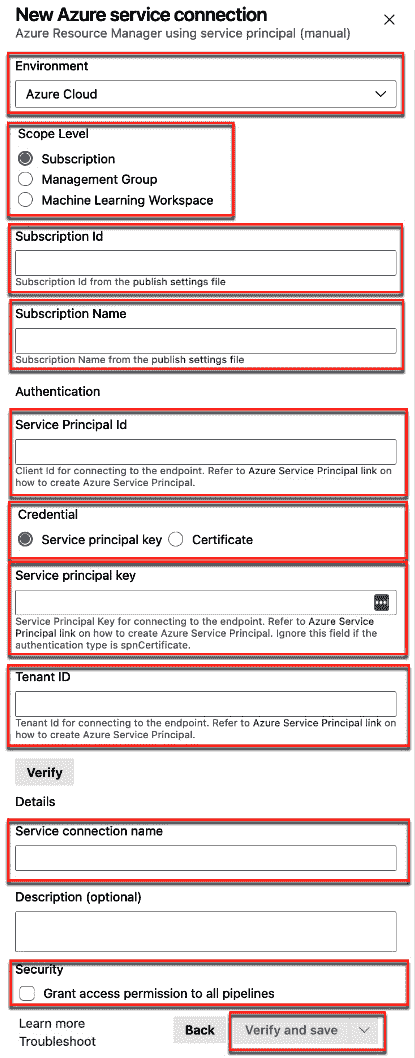 New Azure service connection
Azure Resource Manager using service principal (manual)
Environment
Azure Cloud
Scope Level
Subscription
Management Group
Machine Learning Workspace
Subscription Id
Subscription Id from the publish settings file
Subscription Name
Subscription Name from the publish settings file
Authentication
Service Principal Id
Client Id for connecting to the endpoint. Refer to Azure Service Principal link on
how to create Azure Service Principal.
Credential
Service principal key
Certificate
Service principal key
Service Principal Key for connecting to the endpoint. Refer to Azure Service
Principal link on how to create Azure Service Principal. Ignore this field if the
authentication type is spnCertificate.
Tenant ID
Tenant Id for connecting to the endpoint. Refer to Azure Service Principal link on
how to create Azure Service Principal.
Verify
Details
Service connection name
Description (optional)
Security
Grant access permission to all pipelines
Learn more
Troubleshoot
Back
Verify and save